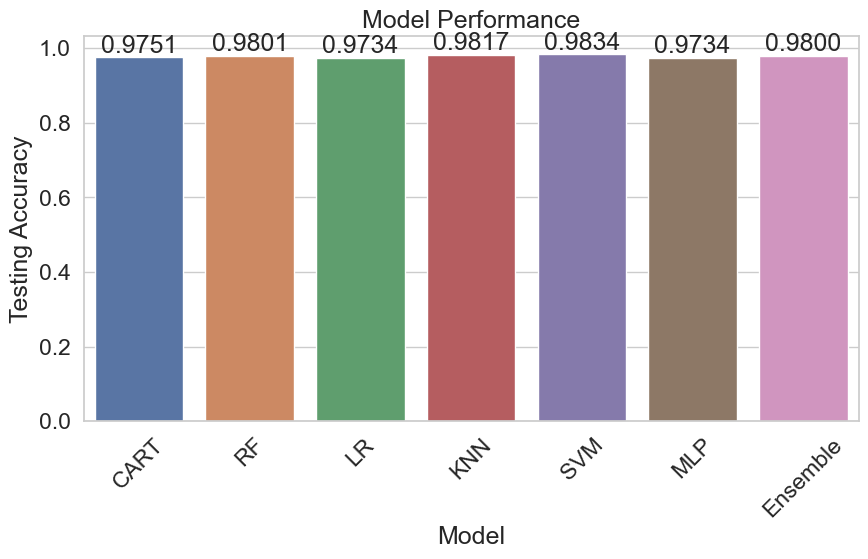 Model Performance
0.9751 0.9801 0.9734 0.9817 0.9834 0.9734 0.9800
1.0
0.8
0.6
0.4
0.2
0.0
Testing Accuracy
CART RF LR KNN SVM MLP Ensemble
Model